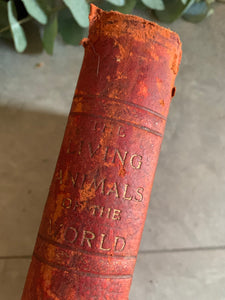 THE
LIVING
ANIMALS
OF THE
WORLD